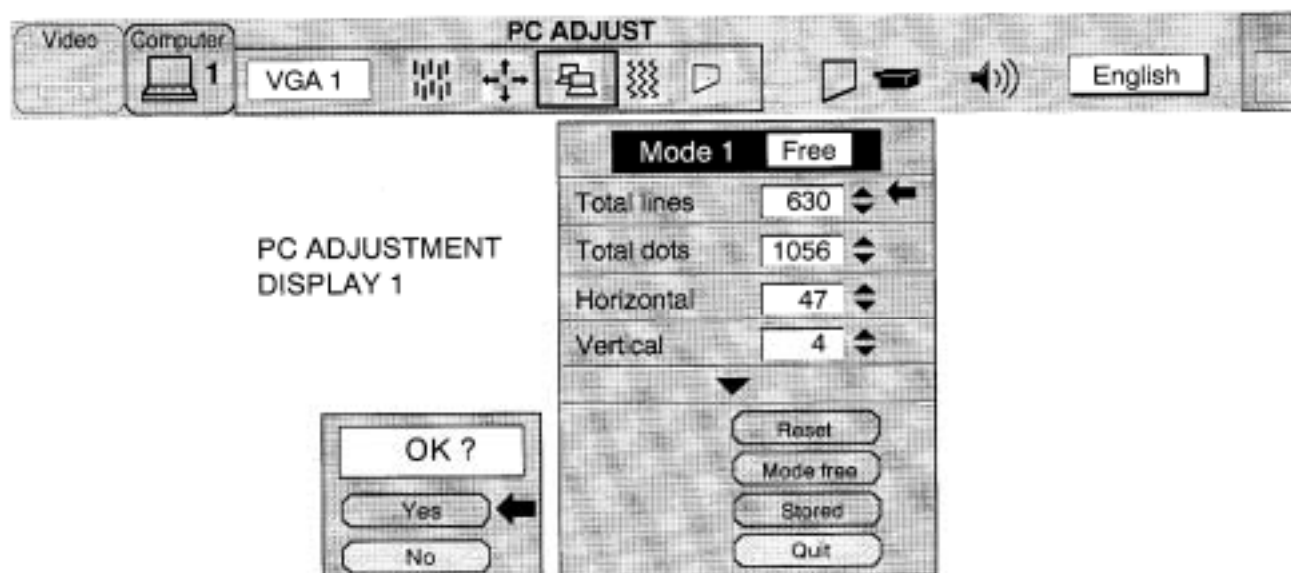 PC ADJUST
Video
Computer
1
VGA 1
English
Mode 1 Free
Total lines 630
Total dots 1056
Horizontal 47
Vertical 4
PC ADJUSTMENT
DISPLAY 1
Reset
Mode free
Stored
Quit
OK ?
Yes
No